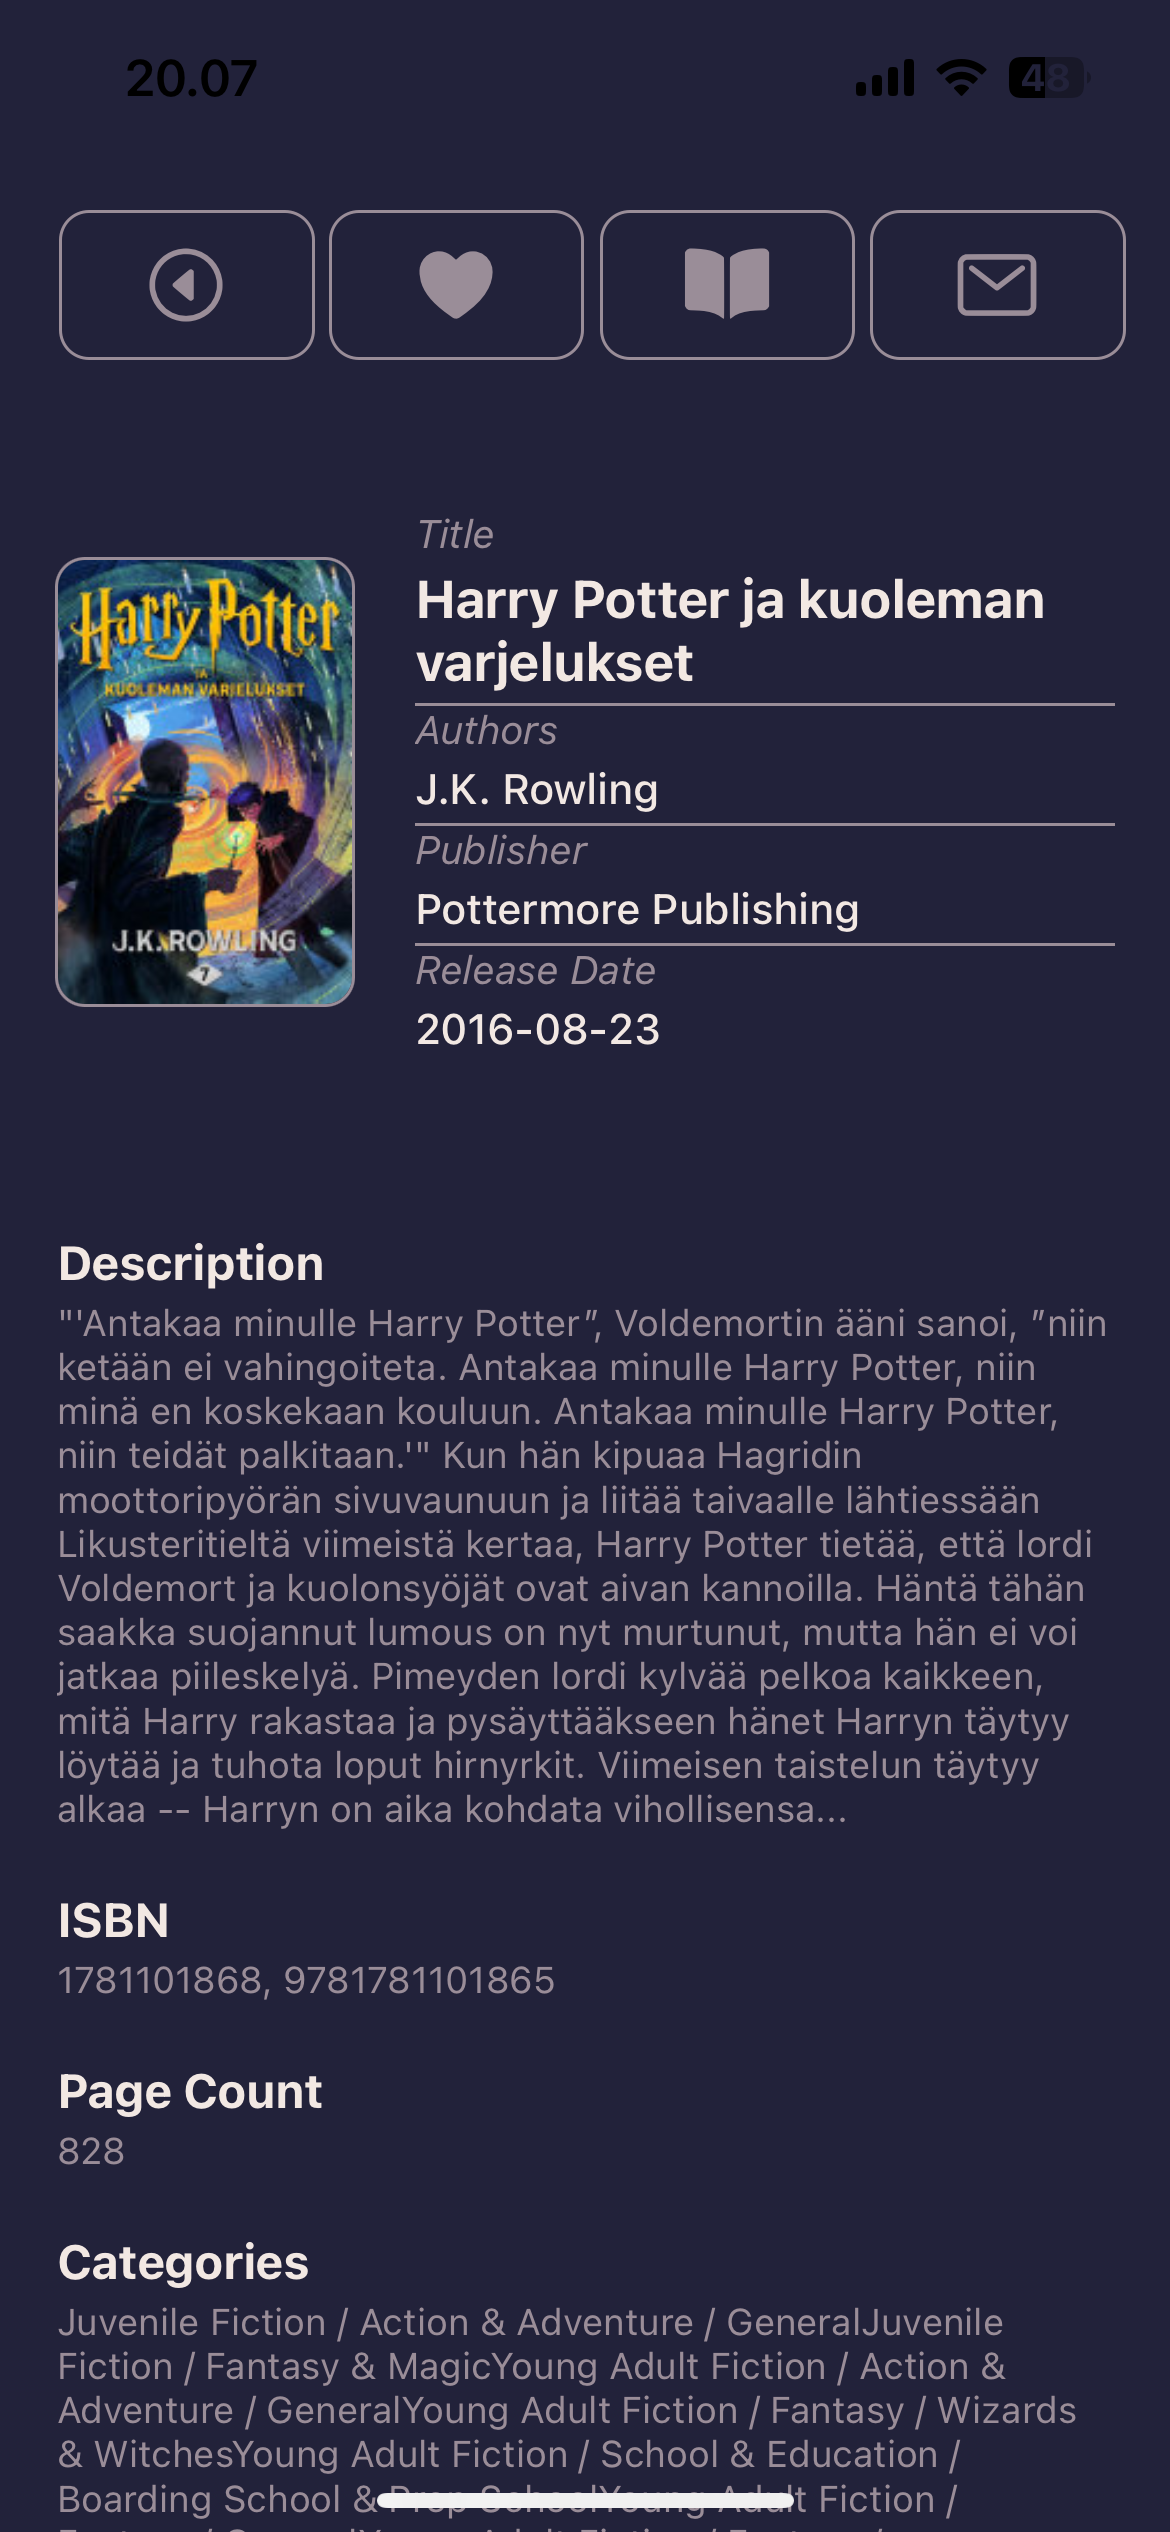 20.07
48
Title
Harry Potter ja kuoleman
varjelukset
Harry Potter
JA
KUOLEMAN VARJELUKSET
J.K. ROWLING
7
Authors
J.K. Rowling
Publisher
Pottermore Publishing
Release Date
2016-08-23
Description
"'Antakaa minulle Harry Potter”, Voldemortin ääni sanoi, ”niin
ketään ei vahingoiteta. Antakaa minulle Harry Potter, niin
minä en koskekaan kouluun. Antakaa minulle Harry Potter,
niin teidät palkitaan.'" Kun hän kipuaa Hagridin
moottoripyörän sivuvaunuun ja liitää taivaalle lähtiessään
Likusteritieltä viimeistä kertaa, Harry Potter tietää, että lordi
Voldemort ja kuolonsyöjät ovat aivan kannoilla. Häntä tähän
saakka suojannut lumous on nyt murtunut, mutta hän ei voi
jatkaa piileskelyä. Pimeyden lordi kylvää pelkoa kaikkeen,
mitä Harry rakastaa ja pysäyttääkseen hänet Harryn täytyy
löytää ja tuhota loput hirnyrkit. Viimeisen taistelun täytyy
alkaa -- Harryn on aika kohdata vihollisensa...
ISBN
1781101868, 9781781101865
Page Count
828
Categories
Juvenile Fiction / Action & Adventure / GeneralJuvenile
Fiction / Fantasy & MagicYoung Adult Fiction / Action &
Adventure / GeneralYoung Adult Fiction / Fantasy / Wizards
& WitchesYoung Adult Fiction / School & Education /
Boarding School & Prep SchoolYoung Adult Fiction /